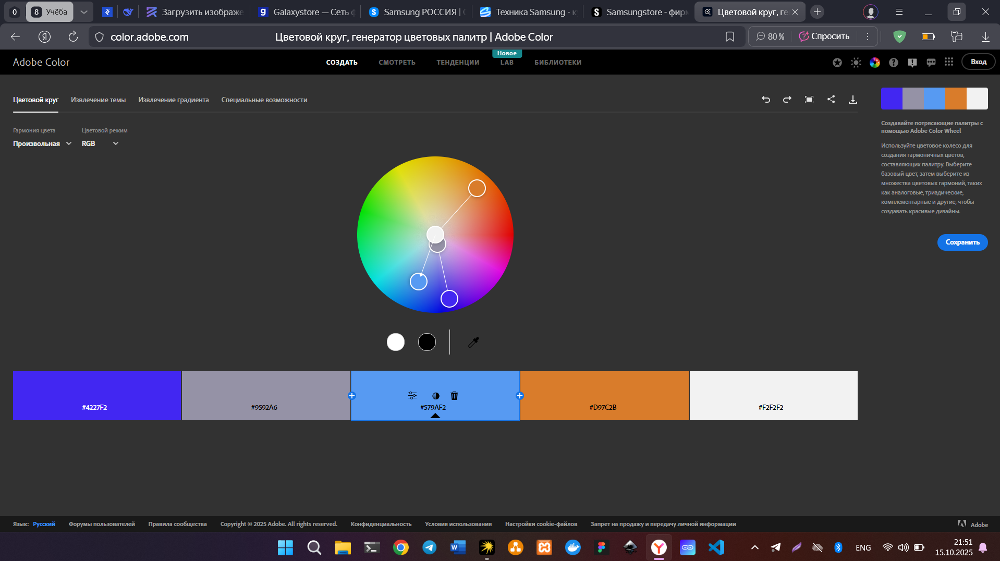 0
8 Учёба
Загрузить изображе
Galaxystore — Сеть ф
Samsung РОССИЯ | С
Техника Samsung - к
Samsungstore - фирм
Цветовой круг, ге
color.adobe.com
Цветовой круг, генератор цветовых палитр | Adobe Color
80 %
Спросить
Adobe Color
СОЗДАТЬ
СМОТРЕТЬ
ТЕНДЕНЦИИ
Новое
LAB
БИБЛИОТЕКИ
Вход
Цветовой круг
Извлечение темы
Извлечение градиента
Специальные возможности
Гармония цвета
Произвольная
Цветовой режим
RGB
Создавайте потрясающие палитры с
помощью Adobe Color Wheel
Используйте цветовое колесо для
создания гармоничных цветов,
составляющих палитру. Выберите
базовый цвет, затем выберите из
множества цветовых гармоний, таких
как аналоговые, триадические,
комплементарные и другие, чтобы
создавать красивые дизайны.
Сохранить
#4227F2
#9592A6
#579AF2
#D97C2B
#F2F2F2
Язык: Русский
Форумы пользователей
Правила сообщества
Copyright © 2025 Adobe. All rights reserved.
Конфиденциальность
Условия использования
Настройки cookie-файлов
Запрет на продажу и передачу личной информации
Adobe
ENG
21:51
15.10.2025